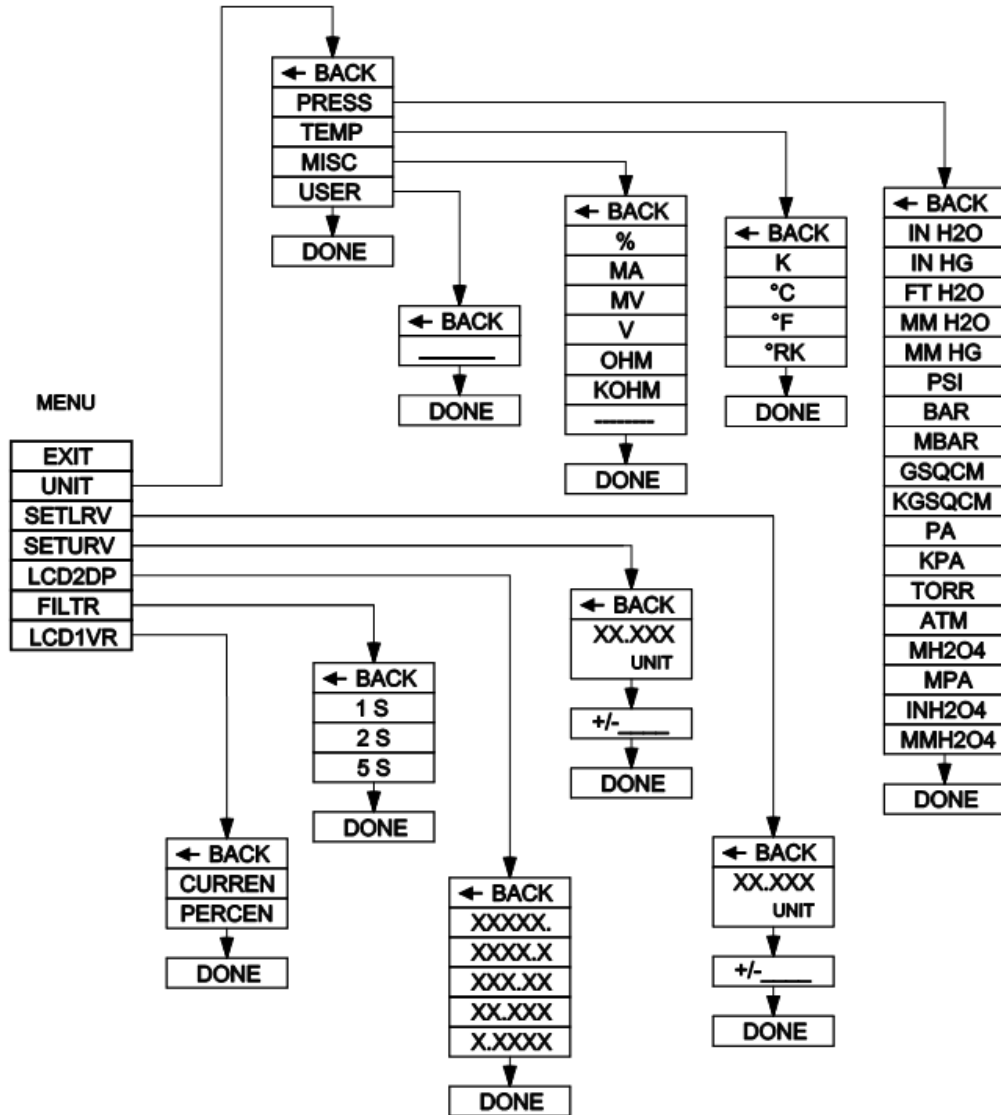 ← BACK
PRESS
TEMP
MISC
USER
DONE
← BACK
_____
DONE
← BACK
%
MA
MV
V
OHM
KOHM
--------
DONE
← BACK
K
°C
°F
°RK
DONE
← BACK
IN H2O
IN HG
FT H2O
MM H2O
MM HG
PSI
BAR
MBAR
GSQCM
KGSQCM
PA
KPA
TORR
ATM
MH2O4
MPA
INH2O4
MMH2O4
DONE
MENU
EXIT
UNIT
SETLRV
SETURV
LCD2DP
FILTR
LCD1VR
← BACK
CURREN
PERCEN
DONE
← BACK
1 S
2 S
5 S
DONE
← BACK
XXXXX.
XXXX.X
XXX.XX
XX.XXX
X.XXXX
DONE
← BACK
XX.XXX
UNIT
+/-_____
DONE
← BACK
XX.XXX
UNIT
+/-_____
DONE